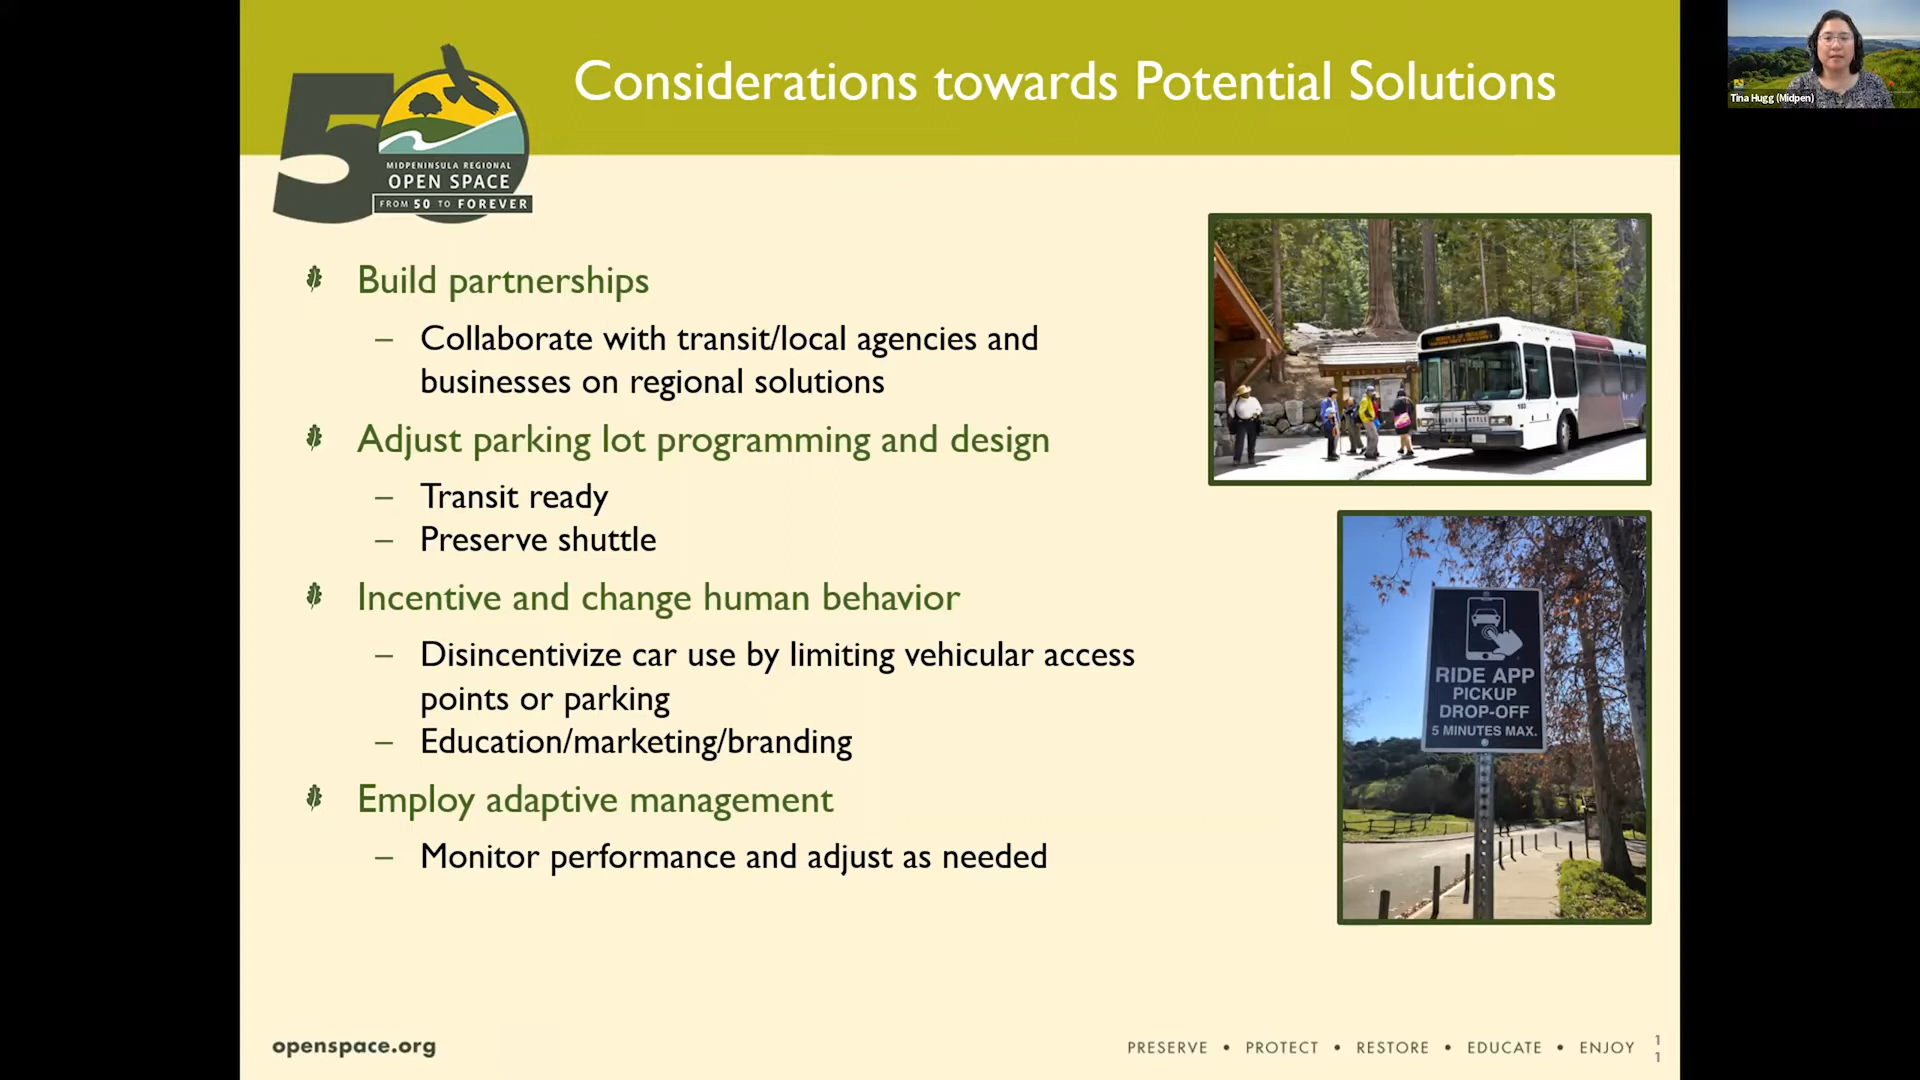 Considerations towards Potential Solutions
50
MIDPENINSULA REGIONAL
OPEN SPACE
FROM 50 TO FOREVER
Build partnerships
– Collaborate with transit/local agencies and
businesses on regional solutions
Adjust parking lot programming and design
– Transit ready
– Preserve shuttle
Incentive and change human behavior
– Disincentivize car use by limiting vehicular access
points or parking
– Education/marketing/branding
Employ adaptive management
– Monitor performance and adjust as needed
RIDE APP
PICKUP
DROP-OFF
5 MINUTES MAX.
openspace.org
PRESERVE • PROTECT • RESTORE • EDUCATE • ENJOY
1
1
Tina Hugg (Midpen)